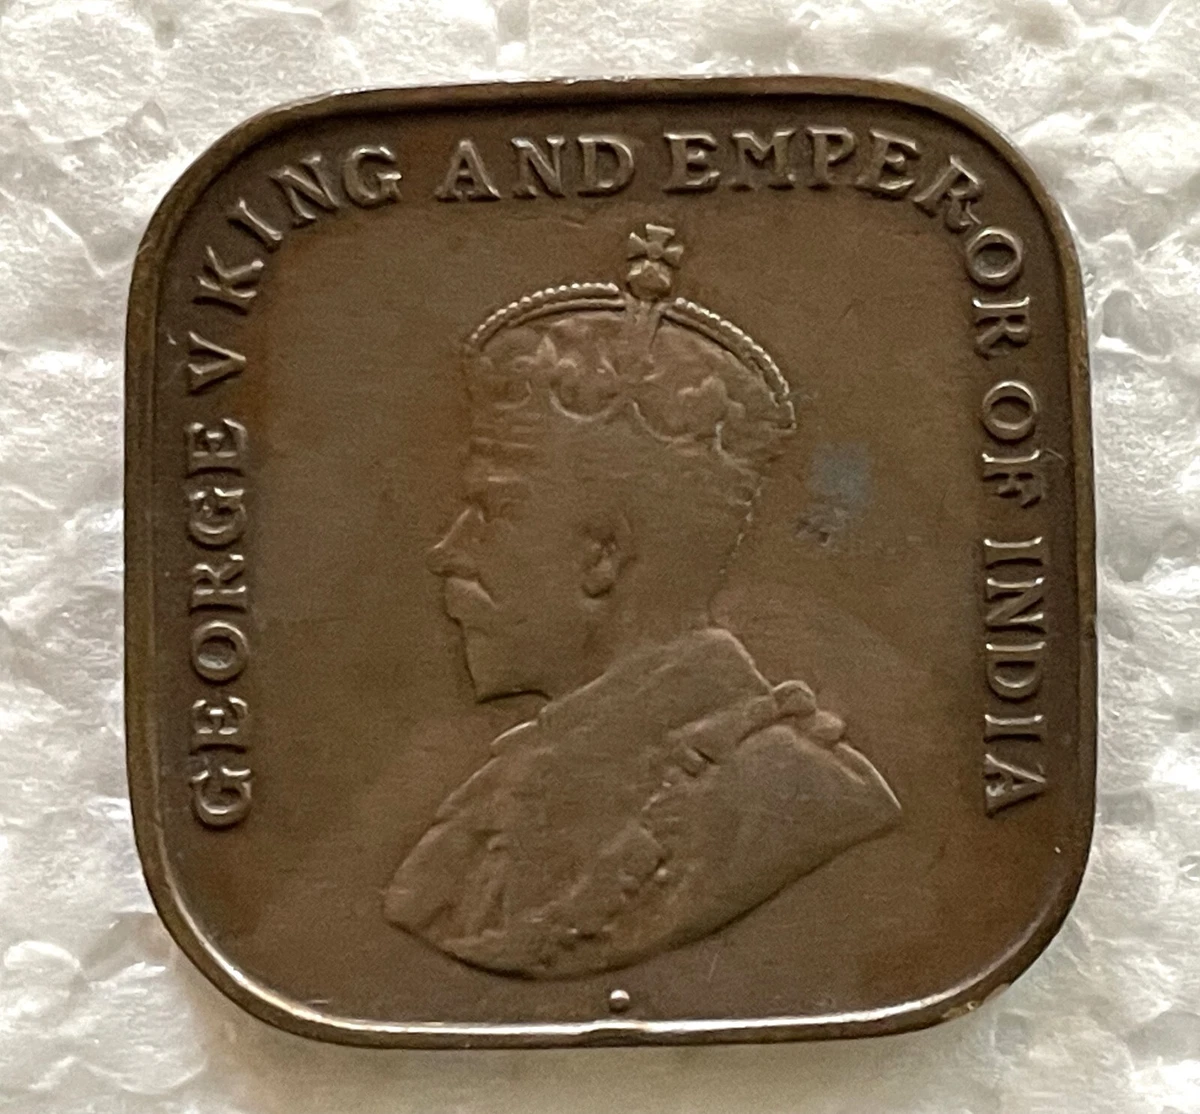 GEORGE V KING AND EMPEROR OF INDIA